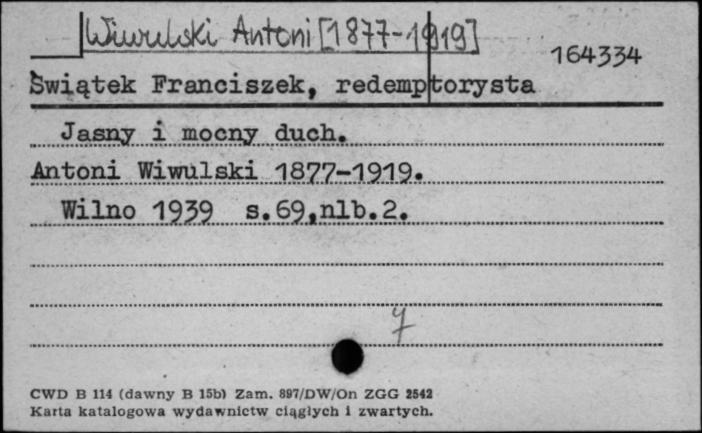 Wiwulski Antoni [1877-1919]
164334
Świątek Franciszek, redemptorysta
Jasny i mocny duch.
Antoni Wiwulski 1877-1919.
Wilno 1939 s.69,nlb.2.
7
CWD B 114 (dawny B 15b) Zam. 897/DW/On ZGG 2542
Karta katalogowa wydawnictw ciągłych i zwartych.